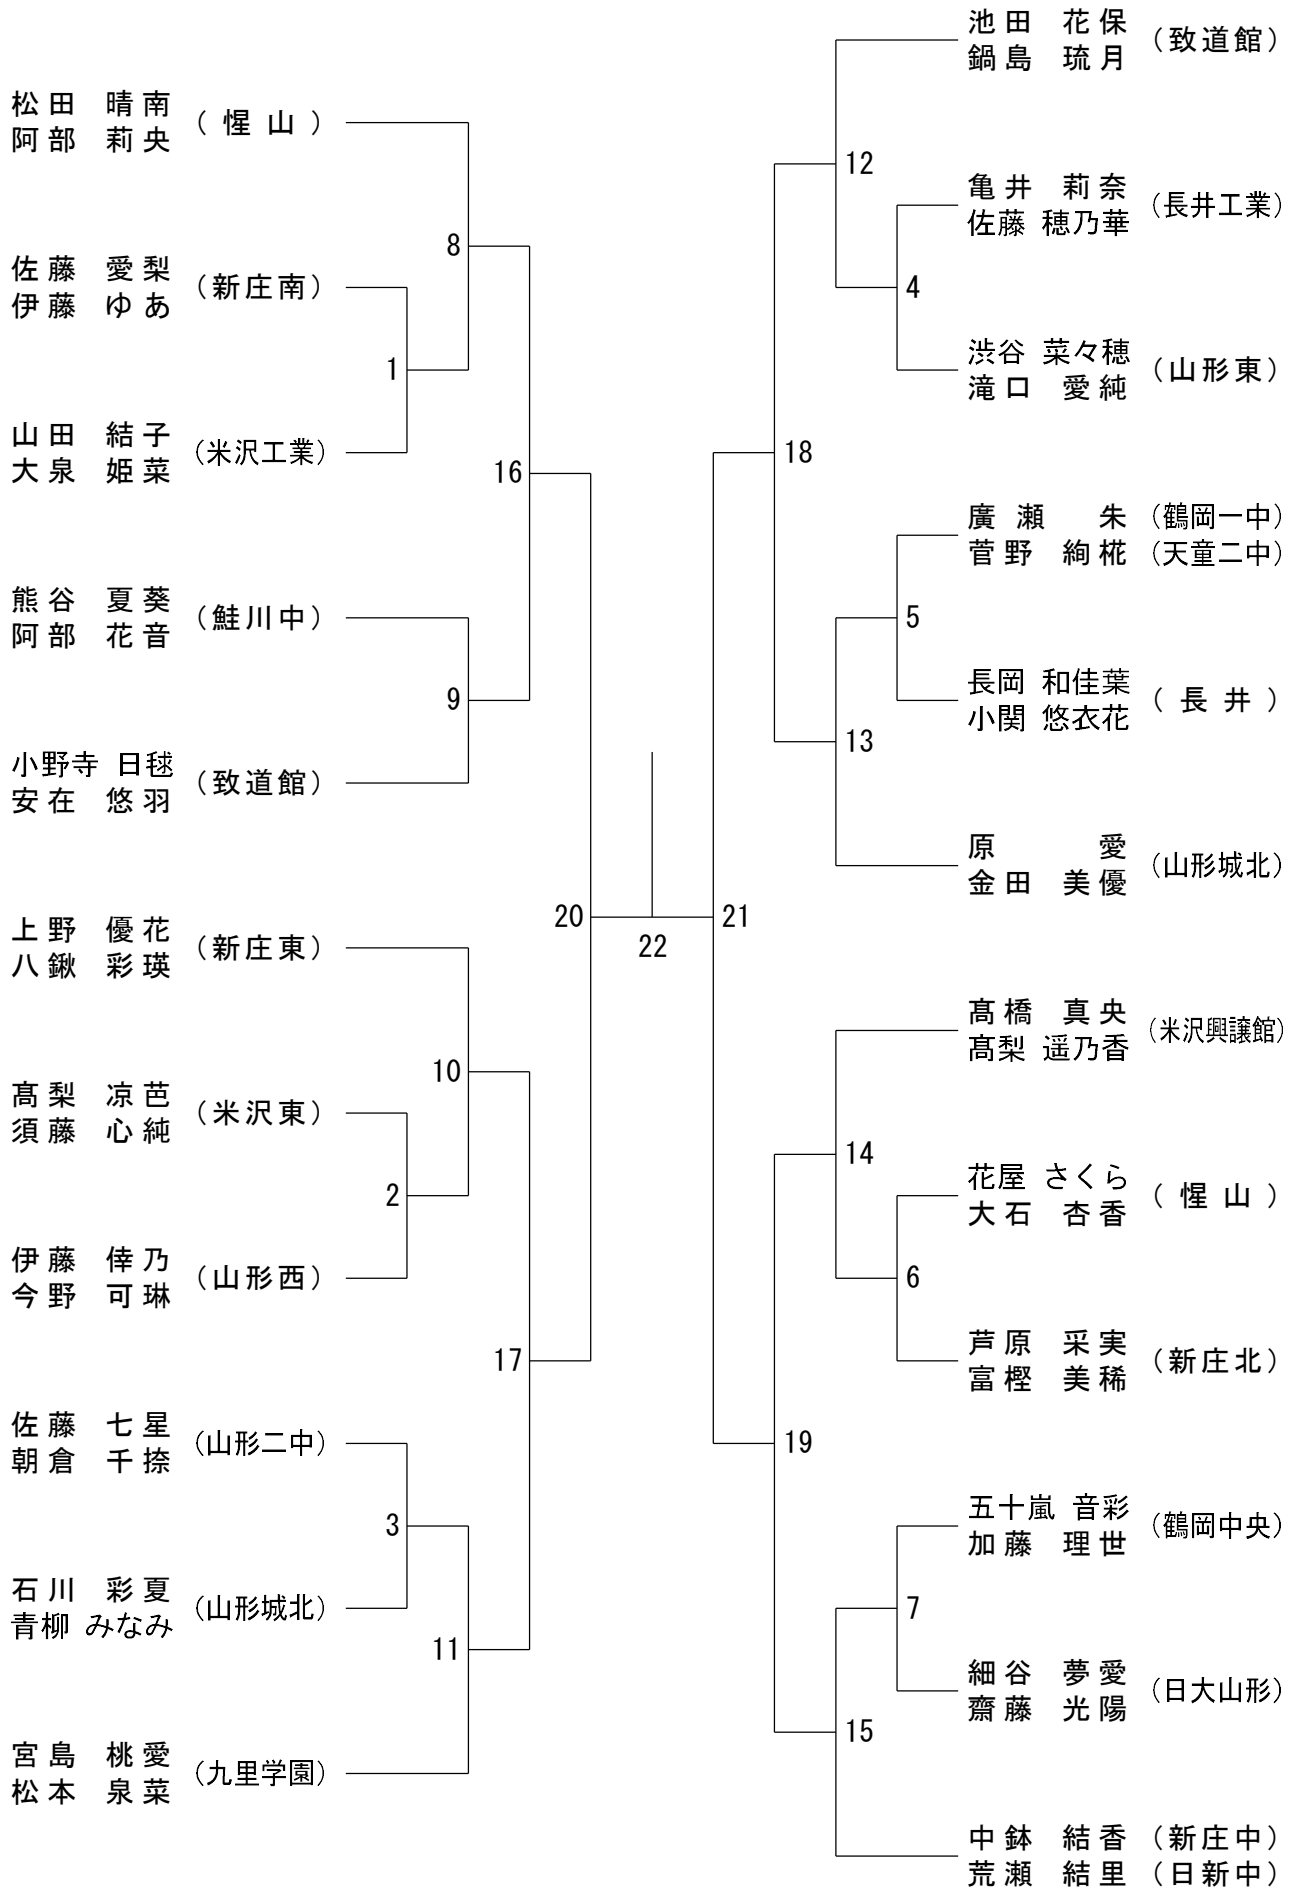 松田 晴南
阿部 莉央
(惺山)
佐藤 愛梨
伊藤 ゆあ
(新庄南)
山田 結子
大泉 姫菜
(米沢工業)
熊谷 夏葵
阿部 花音
(鮭川中)
小野寺 日毬
安在 悠羽
(致道館)
上野 優花
八鍬 彩瑛
(新庄東)
髙梨 凉芭
須藤 心純
(米沢東)
伊藤 倖乃
今野 可琳
(山形西)
佐藤 七星
朝倉 千捺
(山形二中)
石川 彩夏
青柳 みなみ
(山形城北)
宮島 桃愛
松本 泉菜
(九里学園)
8
1
16
9
10
2
17
3
11
20
22
21
12
4
18
5
13
14
6
19
7
15
池田 花保
鍋島 琉月
(致道館)
亀井 莉奈
佐藤 穂乃華
(長井工業)
渋谷 菜々穂
滝口 愛純
(山形東)
廣瀬 朱 (鶴岡一中)
菅野 絢椛 (天童二中)
長岡 和佳葉
小関 悠衣花
(長井)
原 愛
金田 美優
(山形城北)
髙橋 真央
髙梨 遥乃香
(米沢興譲館)
花屋 さくら
大石 杏香
(惺山)
芦原 采実
富樫 美稀
(新庄北)
五十嵐 音彩
加藤 理世
(鶴岡中央)
細谷 夢愛
齋藤 光陽
(日大山形)
中鉢 結香 (新庄中)
荒瀬 結里 (日新中)